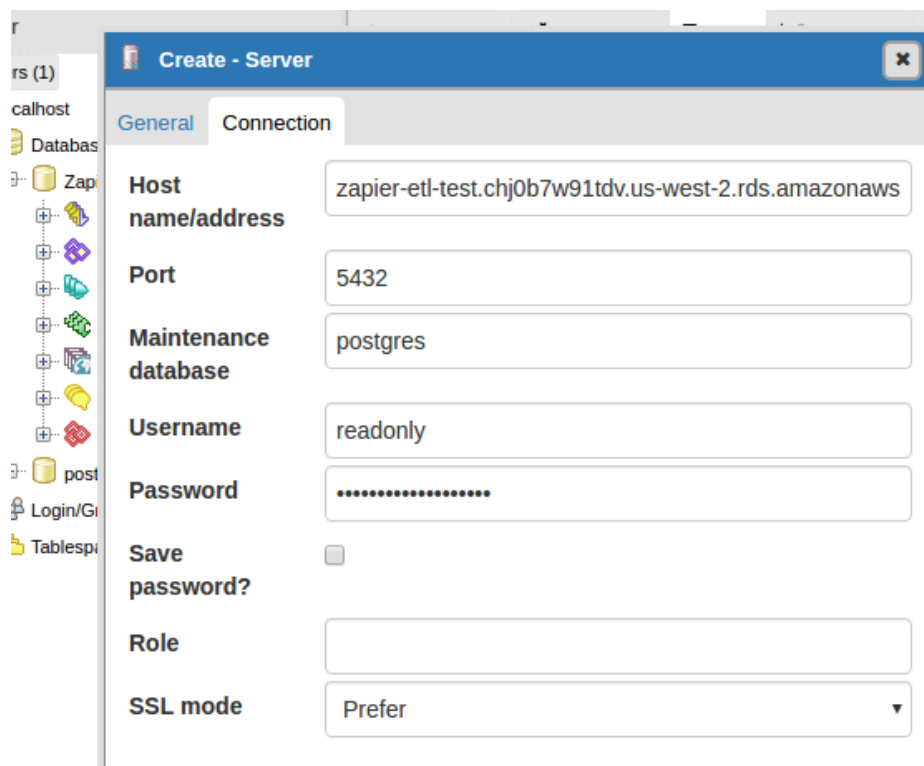 r
Create - Server
rs (1)
General Connection
calhost
Databas
Host name/address
zapier-etl-test.chj0b7w91tdv.us-west-2.rds.amazonaws
Zapi
Port
5432
Maintenance database
postgres
Username
readonly
post
Password
•••••••••••••••••••
Login/Gr
Save password?
Tablespa
Role
SSL mode
Prefer